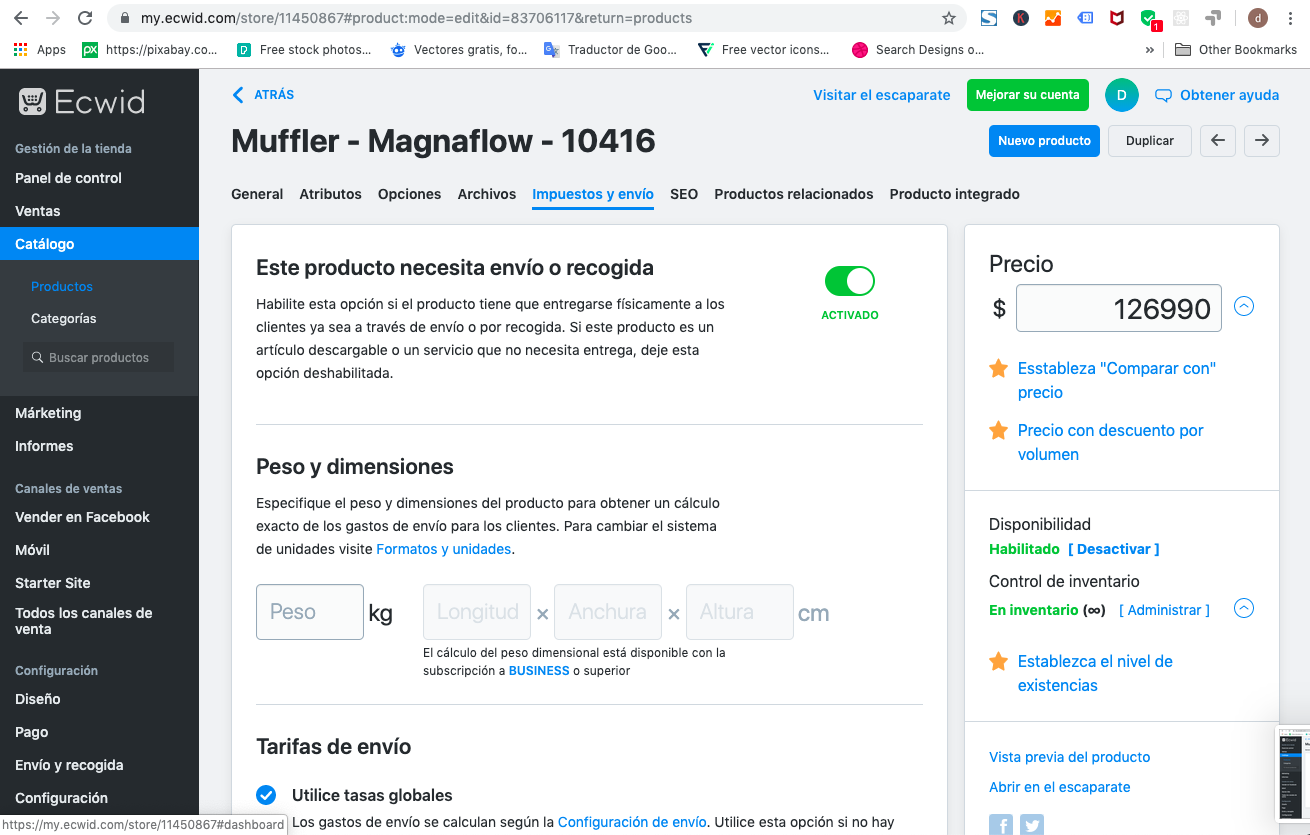 my.ecwid.com/store/11450867#product:mode=edit&id=83706117&return=products
1
d
Apps
https://pixabay.co...
Free stock photos...
Vectores gratis, fo...
Traductor de Goo...
Free vector icons...
Search Designs o...
»
Other Bookmarks
Ecwid
Gestión de la tienda
Panel de control
Ventas
Catálogo
Productos
Categorías
Buscar productos
Márketing
Informes
Canales de ventas
Vender en Facebook
Móvil
Starter Site
Todos los canales de
venta
Configuración
Diseño
Pago
Envío y recogida
Configuración
https://my.ecwid.com/store/11450867#dashboard
ATRÁS
Visitar el escaparate
Mejorar su cuenta
D
Obtener ayuda
Muffler - Magnaflow - 10416
Nuevo producto
Duplicar
General
Atributos
Opciones
Archivos
Impuestos y envío
SEO
Productos relacionados
Producto integrado
Este producto necesita envío o recogida
Habilite esta opción si el producto tiene que entregarse físicamente a los
clientes ya sea a través de envío o por recogida. Si este producto es un
artículo descargable o un servicio que no necesita entrega, deje esta
opción deshabilitada.
ACTIVADO
Peso y dimensiones
Especifique el peso y dimensiones del producto para obtener un cálculo
exacto de los gastos de envío para los clientes. Para cambiar el sistema
de unidades visite Formatos y unidades.
Peso kg Longitud × Anchura × Altura cm
El cálculo del peso dimensional está disponible con la
subscripción a BUSINESS o superior
Tarifas de envío
Utilice tasas globales
Los gastos de envío se calculan según la Configuración de envío. Utilice esta opción si no hay
Precio
$ 126990
Esstableza "Comparar con"
precio
Precio con descuento por
volumen
Disponibilidad
Habilitado [ Desactivar ]
Control de inventario
En inventario (∞) [ Administrar ]
Establezca el nivel de
existencias
Vista previa del producto
Abrir en el escaparate